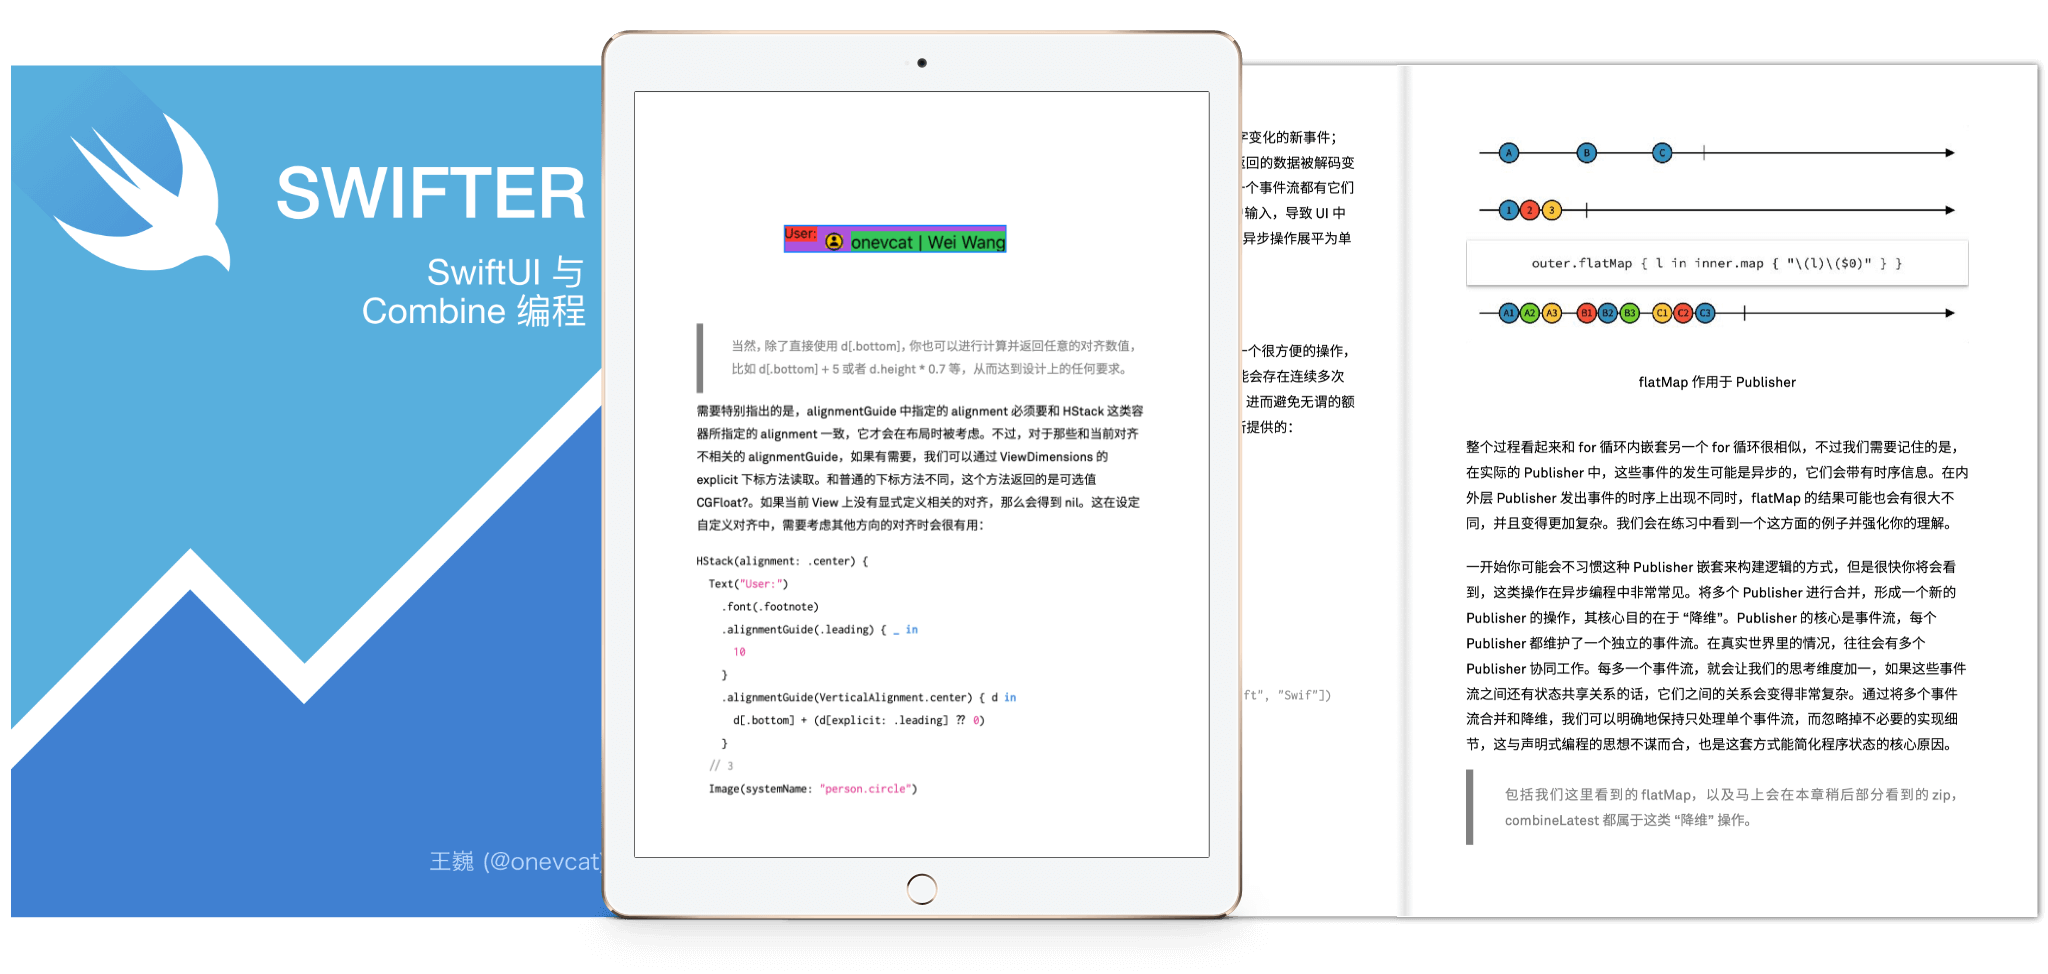 SWIFTER
SwiftUI 与
Combine 编程
王巍 (@onevcat)
User:
onevcat | Wei Wang
当然，除了直接使用 d[.bottom]，你也可以进行计算并返回任意的对齐数值，
比如 d[.bottom] + 5 或者 d.height * 0.7 等，从而达到设计上的任何要求。
需要特别指出的是，alignmentGuide 中指定的 alignment 必须要和 HStack 这类容
器所指定的 alignment 一致，它才会在布局时被考虑。不过，对于那些和当前对齐
不相关的 alignmentGuide，如果有需要，我们可以通过 ViewDimensions 的
explicit 下标方法读取。和普通的下标方法不同，这个方法返回的是可选值
CGFloat?。如果当前 View 上没有显式定义相关的对齐，那么会得到 nil。这在设定
自定义对齐中，需要考虑其他方向的对齐时会很有用：
HStack(alignment: .center) {
Text("User:")
.font(.footnote)
.alignmentGuide(.leading) { _ in
10
}
.alignmentGuide(VerticalAlignment.center) { d in
d[.bottom] + (d[explicit: .leading] ?? 0)
}
// 3
Image(systemName: "person.circle")
字变化的新事件；
返回的数据被解码变
一个事件流都有它们
输入，导致 UI 中
异步操作展平为单
一个很方便的操作，
能会存在连续多次
进而避免无谓的额
所提供的：
ft", "Swif"])
A B C
1 2 3
outer.flatMap { l in inner.map { "\(l)\($0)" } }
A1 A2 A3 B1 B2 B3 C1 C2 C3
flatMap 作用于 Publisher
整个过程看起来和 for 循环内嵌套另一个 for 循环很相似，不过我们需要记住的是，
在实际的 Publisher 中，这些事件的发生可能是异步的，它们会带有时序信息。在内
外层 Publisher 发出事件的时序上出现不同时，flatMap 的结果可能也会有很大不
同，并且变得更加复杂。我们会在练习中看到一个这方面的例子并强化你的理解。
一开始你可能会不习惯这种 Publisher 嵌套来构建逻辑的方式，但是很快你将会看
到，这类操作在异步编程中非常常见。将多个 Publisher 进行合并，形成一个新的
Publisher 的操作，其核心目的在于 “降维”。Publisher 的核心是事件流，每个
Publisher 都维护了一个独立的事件流。在真实世界里的情况，往往会有多个
Publisher 协同工作。每多一个事件流，就会让我们的思考维度加一，如果这些事件
流之间还有状态共享关系的话，它们之间的关系会变得非常复杂。通过将多个事件
流合并和降维，我们可以明确地保持只处理单个事件流，而忽略掉不必要的实现细
节，这与声明式编程的思想不谋而合，也是这套方式能简化程序状态的核心原因。
包括我们这里看到的 flatMap，以及马上会在本章稍后部分看到的 zip，
combineLatest 都属于这类 “降维” 操作。